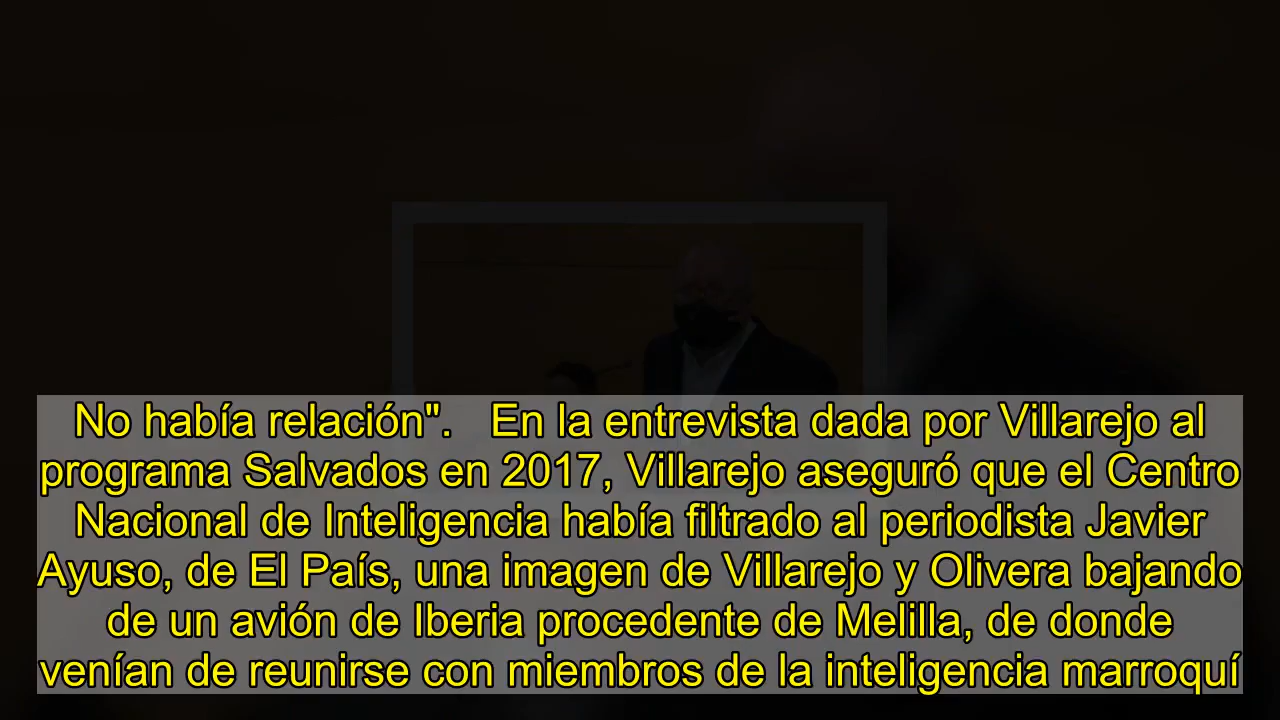 No había relación".   En la entrevista dada por Villarejo al
programa Salvados en 2017, Villarejo aseguró que el Centro
Nacional de Inteligencia había filtrado al periodista Javier
Ayuso, de El País, una imagen de Villarejo y Olivera bajando
de un avión de Iberia procedente de Melilla, de donde
venían de reunirse con miembros de la inteligencia marroquí